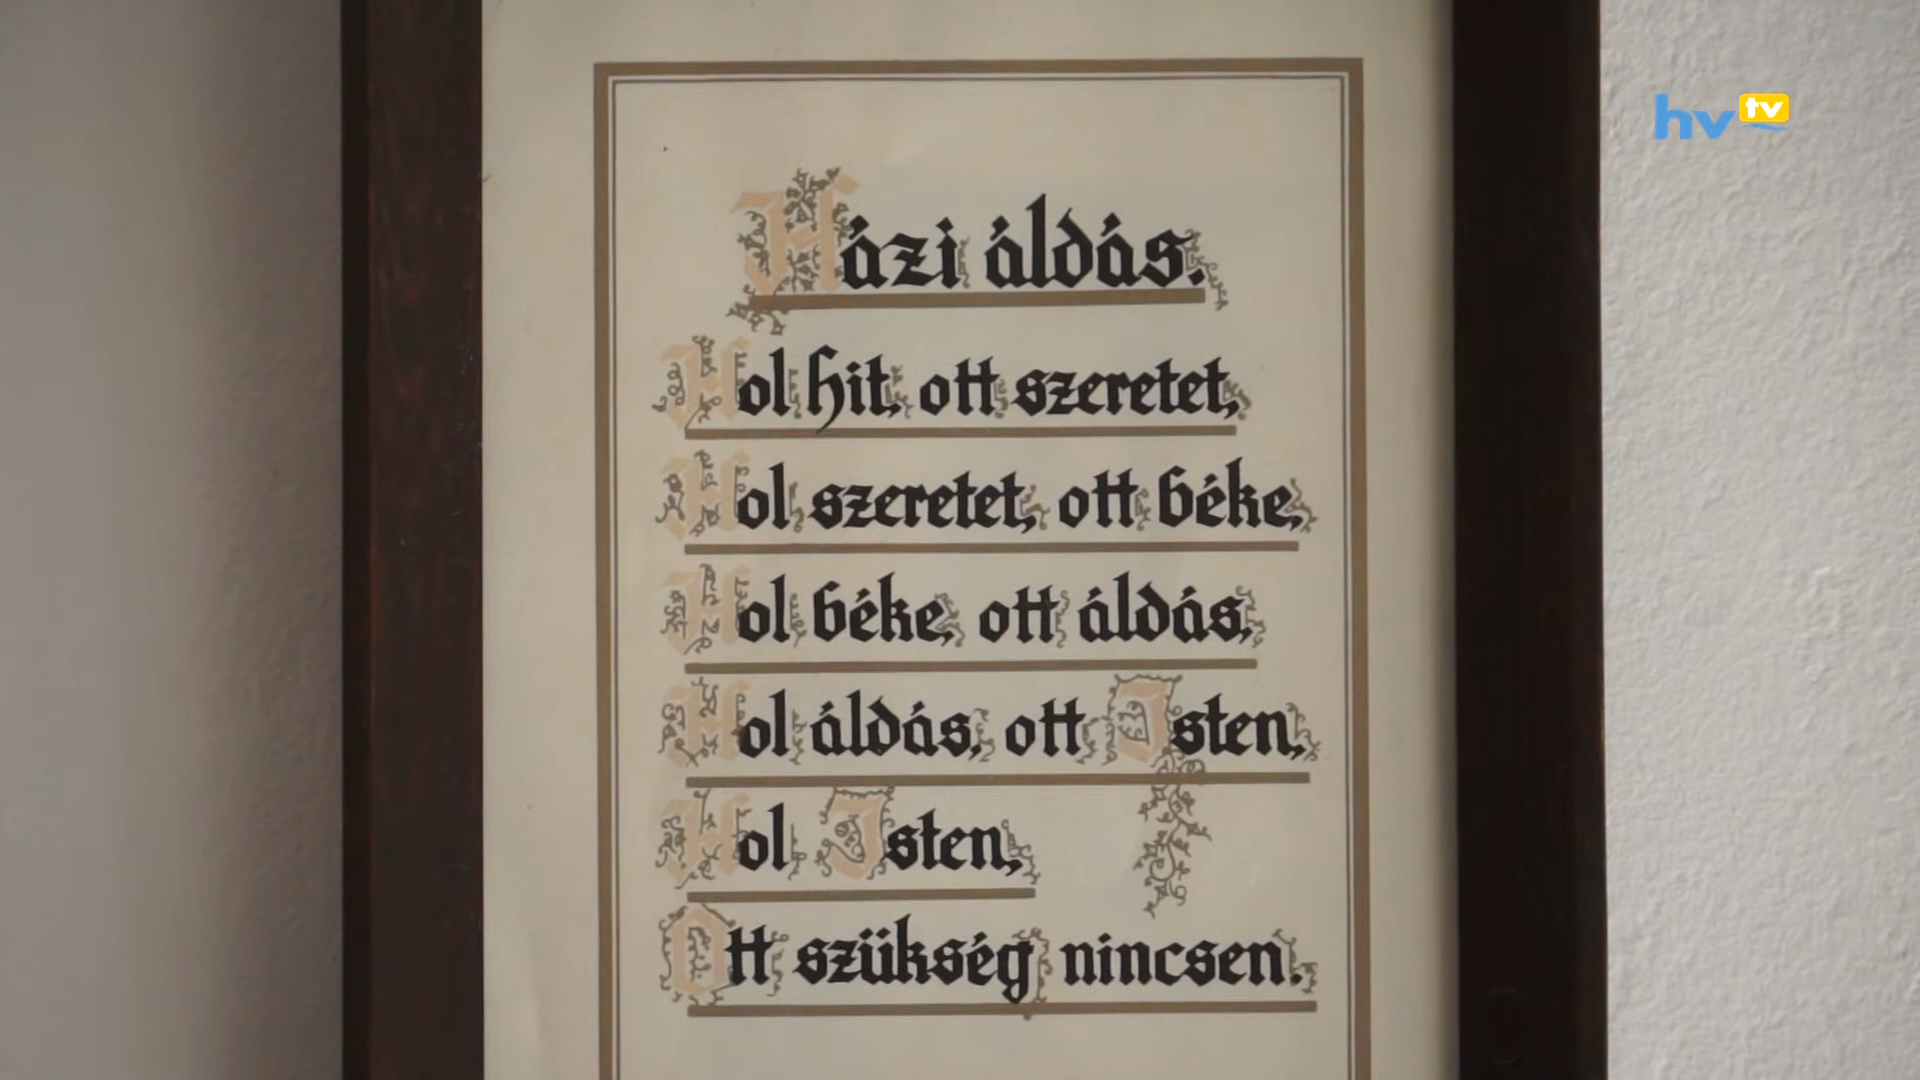 hv tv
Házi áldás.
Hol hit, ott szeretet,
Hol szeretet, ott béke,
Hol béke, ott áldás,
Hol áldás, ott Isten,
Hol Isten,
Ott szükség nincsen.